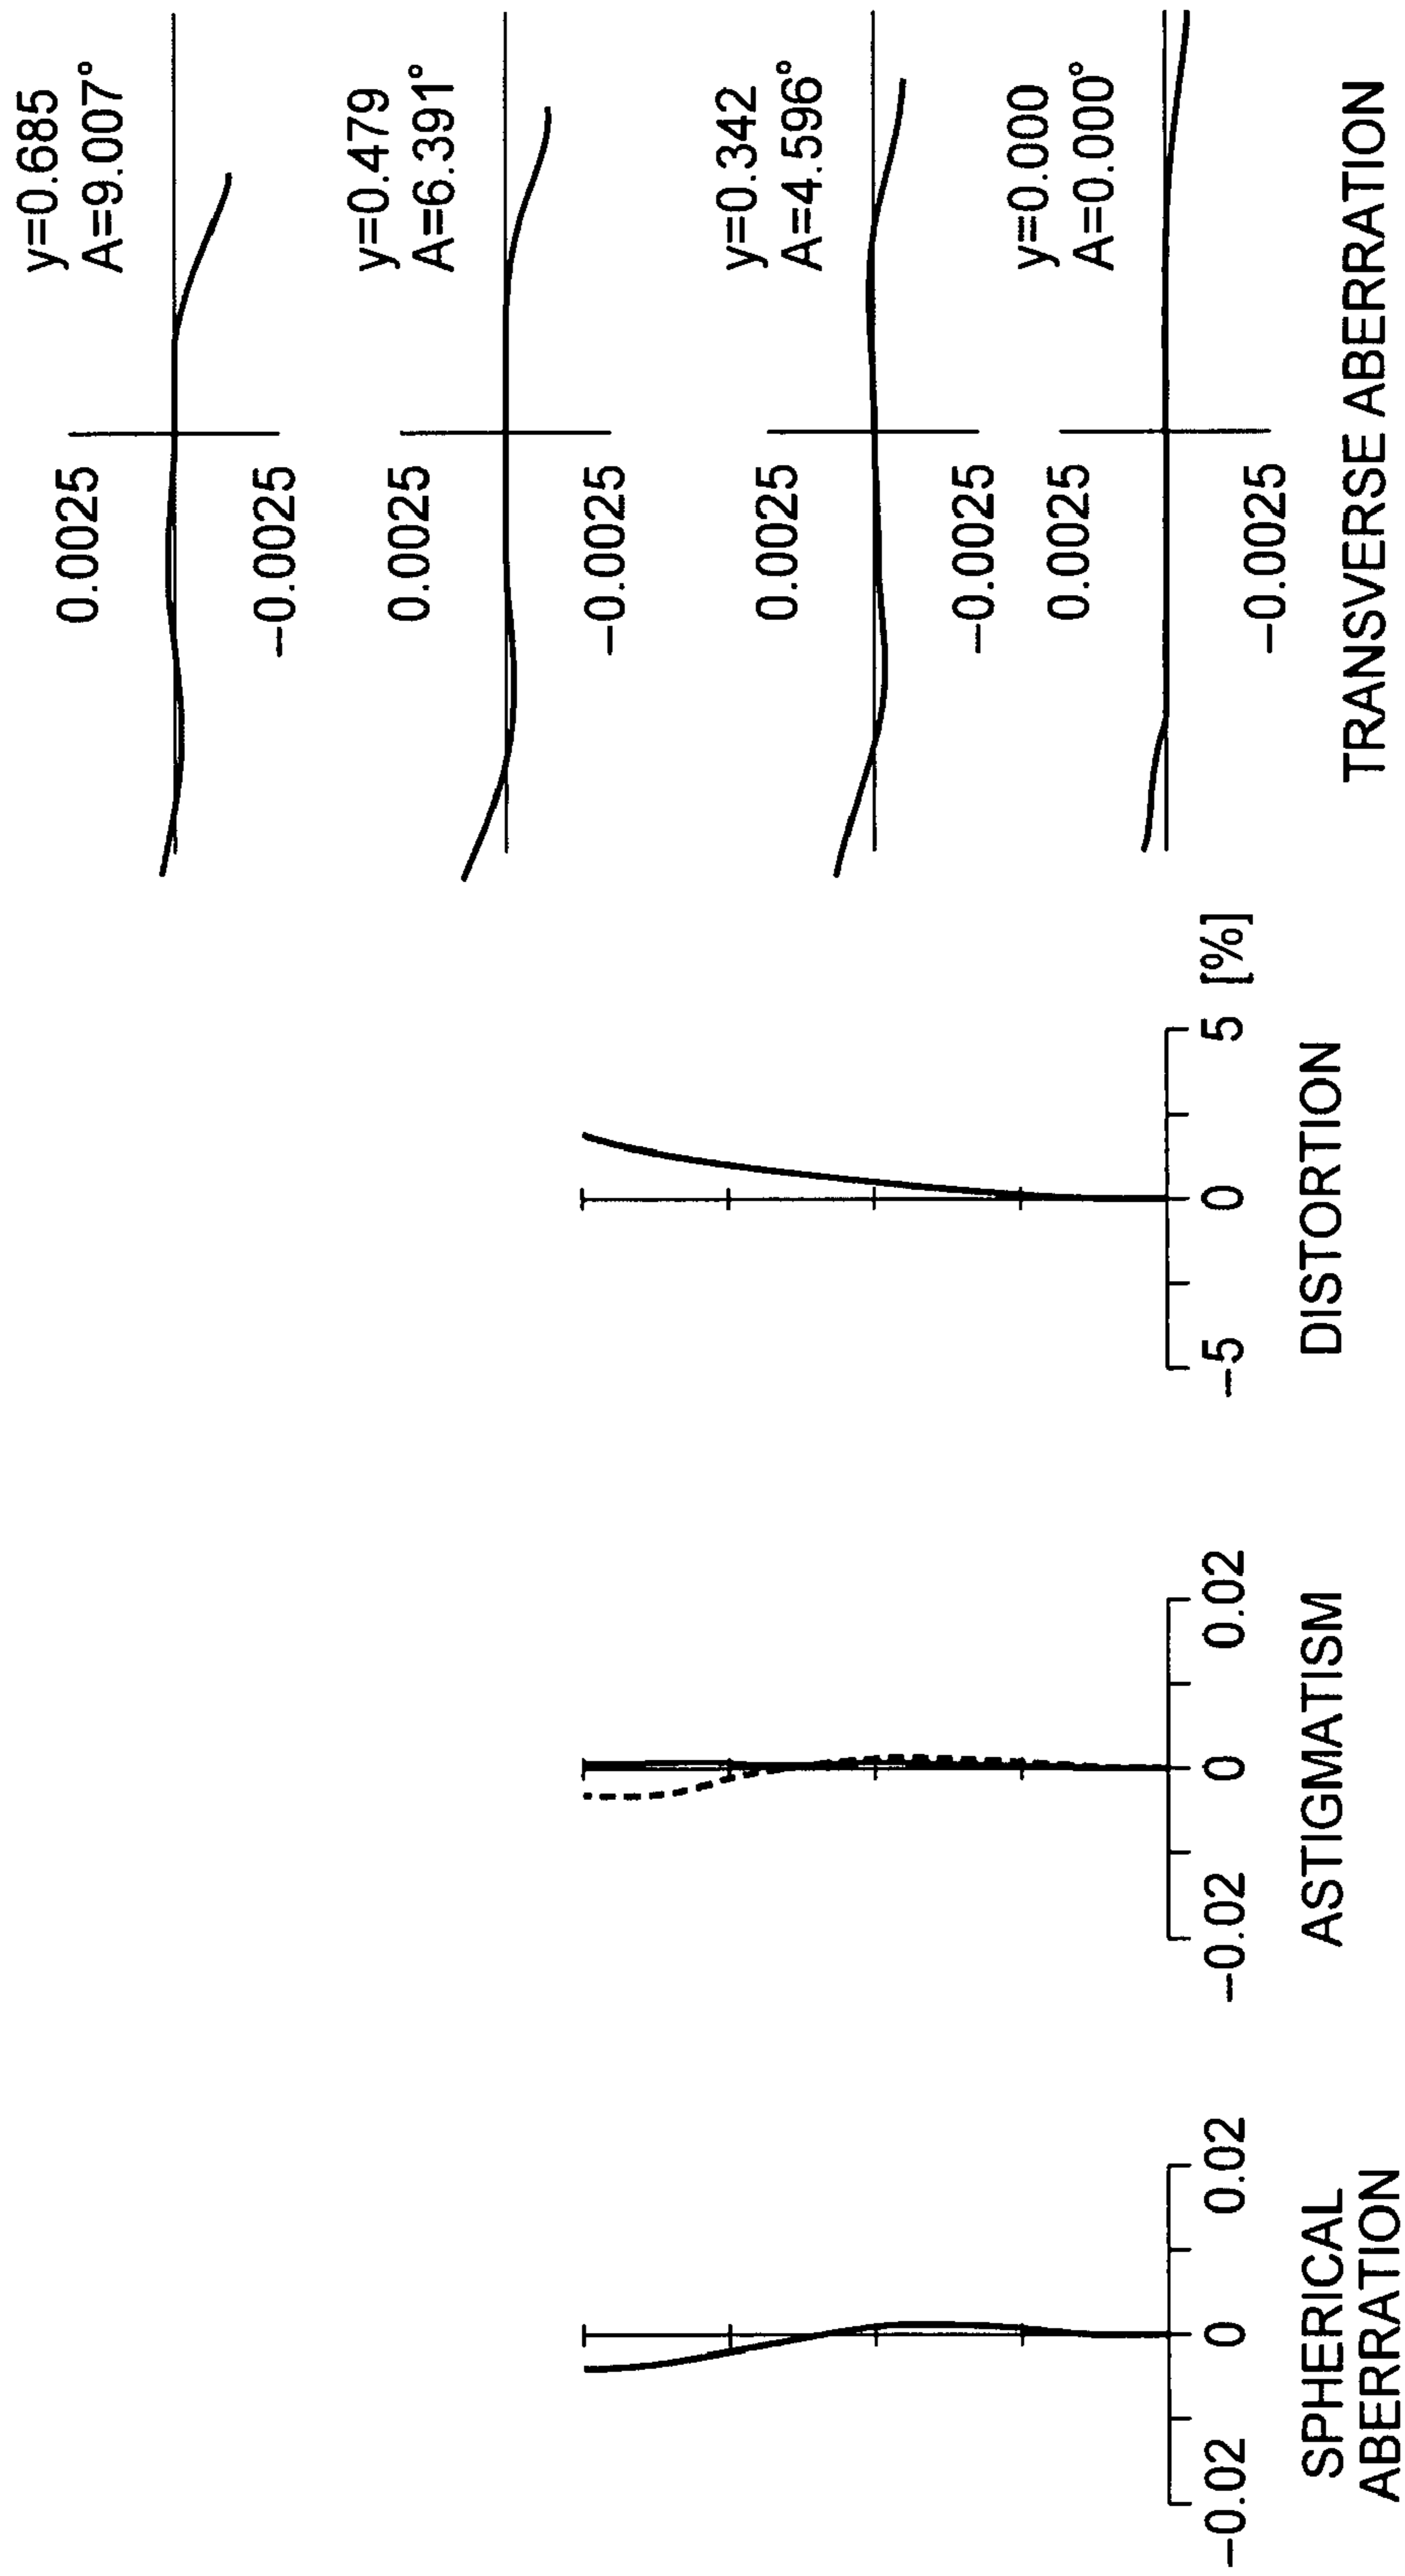 −0.02
0
0.02
SPHERICAL
ABERRATION
−0.02
0
0.02
ASTIGMATISM
−5
0
5
[%]
DISTORTION
0.0025
−0.0025
y=0.685
A=9.007°
0.0025
−0.0025
y=0.479
A=6.391°
0.0025
−0.0025
y=0.342
A=4.596°
0.0025
−0.0025
y=0.000
A=0.000°
TRANSVERSE ABERRATION